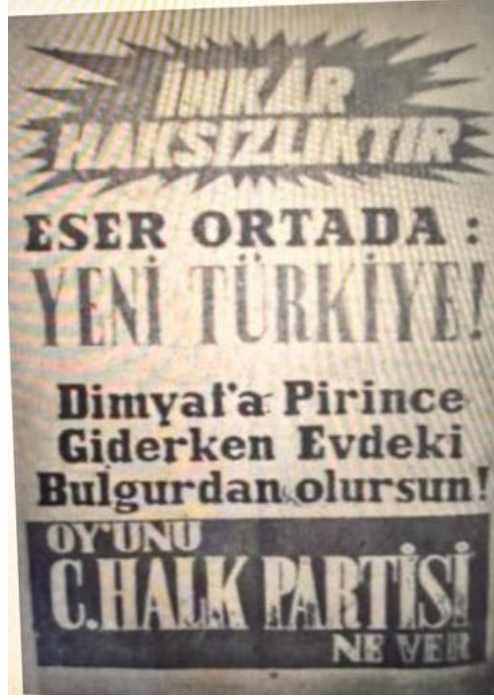 İNKÂR
HAKSIZLIKTIR
ESER ORTADA :
YENİ TÜRKİYE!
Dimyat'a Pirince
Giderken Evdeki
Bulgurdan olursun!
OY'UNU
C.HALK PARTİSİ
NE VER